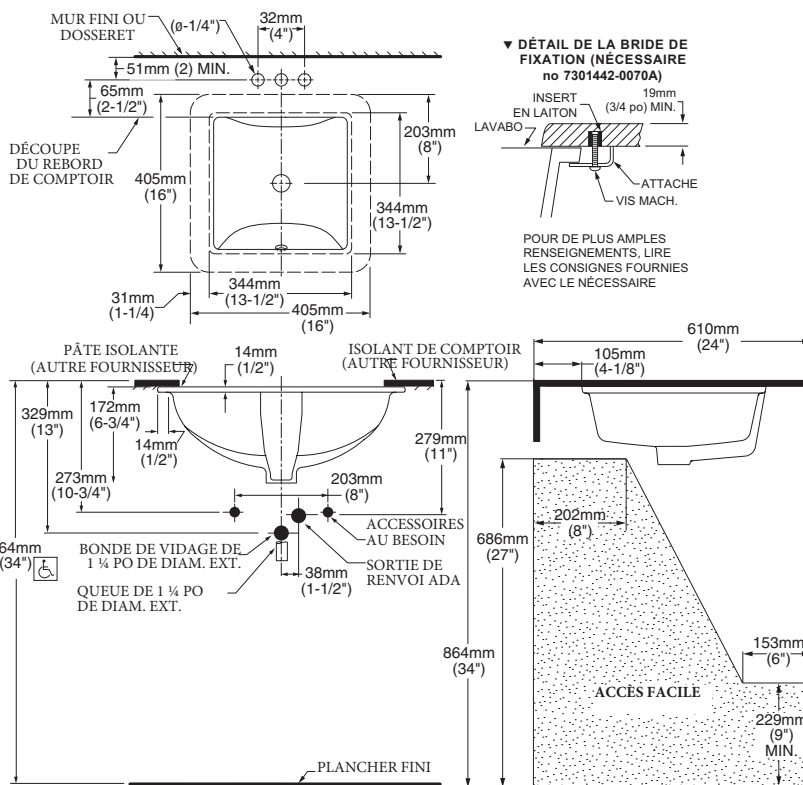 MUR FINI OU
DOSSERET
(ø-1/4")
32mm
(4")
51mm (2) MIN.
65mm
(2-1/2")
DÉCOUPE
DU REBORD
DE COMPTOIR
405mm
(16")
203mm
(8")
344mm
(13-1/2")
344mm
(13-1/2")
31mm
(1-1/4)
405mm
(16")
▼ DÉTAIL DE LA BRIDE DE
FIXATION (NÉCESSAIRE
no 7301442-0070A)
19mm
(3/4 po) MIN.
INSERT
EN LAITON
LAVABO
ATTACHE
VIS MACH.
POUR DE PLUS AMPLES
RENSEIGNEMENTS, LIRE
LES CONSIGNES FOURNIES
AVEC LE NÉCESSAIRE
PÂTE ISOLANTE
(AUTRE FOURNISSEUR)
14mm
(1/2")
ISOLANT DE COMPTOIR
(AUTRE FOURNISSEUR)
329mm
(13")
172mm
(6-3/4")
14mm
(1/2")
279mm
(11")
273mm
(10-3/4")
203mm
(8")
ACCESSOIRES
AU BESOIN
64mm
(34")
BONDE DE VIDAGE DE
1 ¼ PO DE DIAM. EXT.
SORTIE DE
RENVOI ADA
38mm
(1-1/2")
QUEUE DE 1 ¼ PO
DE DIAM. EXT.
PLANCHER FINI
610mm
(24")
105mm
(4-1/8")
202mm
(8")
686mm
(27")
864mm
(34")
153mm
(6")
ACCÈS FACILE
229mm
(9")
MIN.